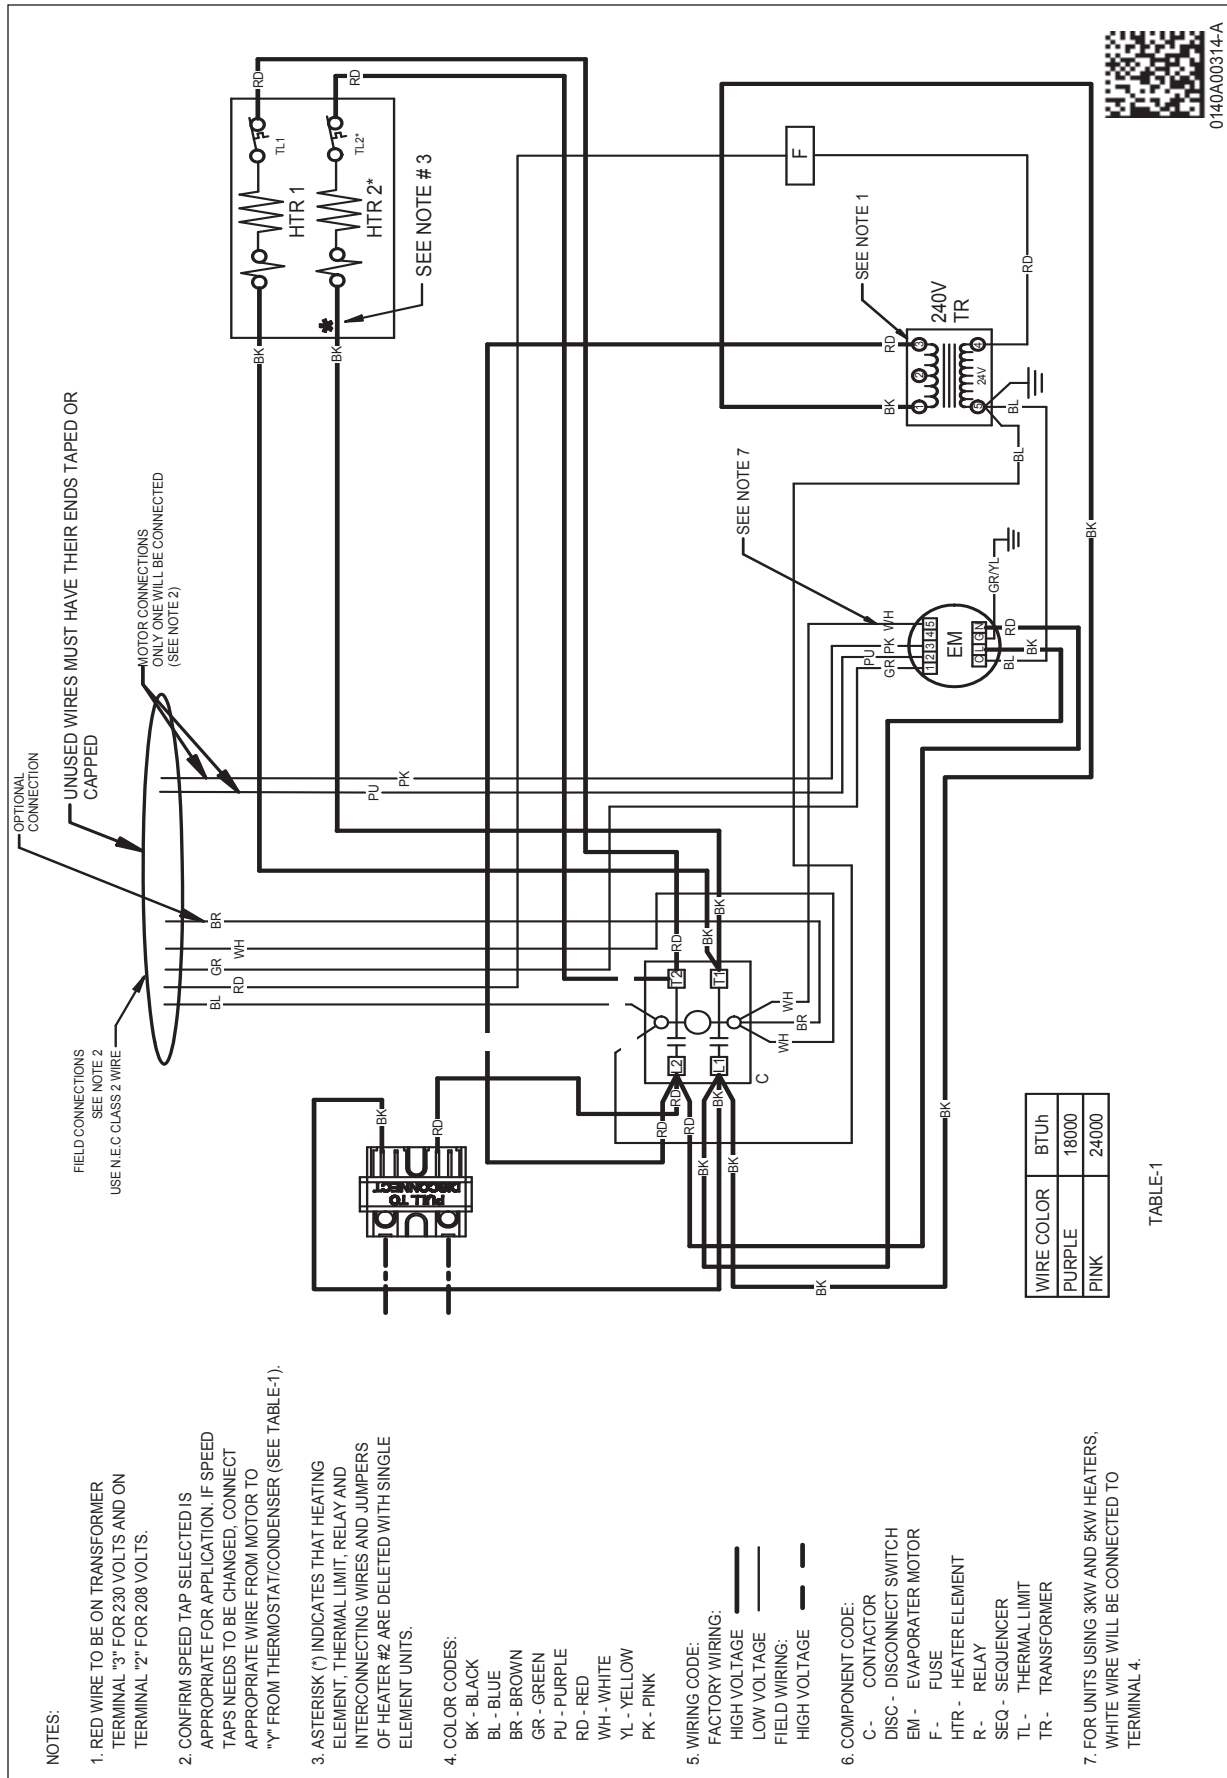 NOTES:
1. RED WIRE TO BE ON TRANSFORMER
TERMINAL "3" FOR 230 VOLTS AND ON
TERMINAL "2" FOR 208 VOLTS.
2. CONFIRM SPEED TAP SELECTED IS
APPROPRIATE FOR APPLICATION. IF SPEED
TAPS NEEDS TO BE CHANGED, CONNECT
APPROPRIATE WIRE FROM MOTOR TO
"Y" FROM THERMOSTAT/CONDENSER (SEE TABLE-1).
3. ASTERISK (*) INDICATES THAT HEATING
ELEMENT, THERMAL LIMIT, RELAY AND
INTERCONNECTING WIRES AND JUMPERS
OF HEATER #2 ARE DELETED WITH SINGLE
ELEMENT UNITS.
4. COLOR CODES:
BK - BLACK
BL - BLUE
BR - BROWN
GR - GREEN
PU - PURPLE
RD - RED
WH - WHITE
YL - YELLOW
PK - PINK
5. WIRING CODE:
FACTORY WIRING:
HIGH VOLTAGE
LOW VOLTAGE
FIELD WIRING:
HIGH VOLTAGE
6. COMPONENT CODE:
C - CONTACTOR
DISC - DISCONNECT SWITCH
EM - EVAPORATER MOTOR
F - FUSE
HTR - HEATER ELEMENT
R - RELAY
SEQ - SEQUENCER
TL - THERMAL LIMIT
TR - TRANSFORMER
7. FOR UNITS USING 3KW AND 5KW HEATERS,
WHITE WIRE WILL BE CONNECTED TO
TERMINAL 4.
FIELD CONNECTIONS
SEE NOTE 2
USE N.E.C CLASS 2 WIRE
OPTIONAL
CONNECTION
UNUSED WIRES MUST HAVE THEIR ENDS TAPED OR
CAPPED
MOTOR CONNECTIONS
ONLY ONE WILL BE CONNECTED
(SEE NOTE 2)
BL
RD
GR
WH
BR
PU
PK
BK
BK
RD
RD
TL1
TL2*
HTR 1
HTR 2*
*
SEE NOTE # 3
PULL TO
DISCONNECT
BK
RD
L2
T2
L1
T1
C
RD
RD
RD
BK
BK
BK
RD
BK
BK
WH
BR
WH
BK
BK
BK
SEE NOTE 7
GR
PU
PK
WH
1 2 3 4 5
EM
C L G N
BL
BK
RD
GR/YL
F
SEE NOTE 1
240V
TR
BK
RD
1
2
3
24V
5
4
BL
BL
RD
WIRE COLOR BTUh
PURPLE 18000
PINK 24000
TABLE-1
0140A00314-A